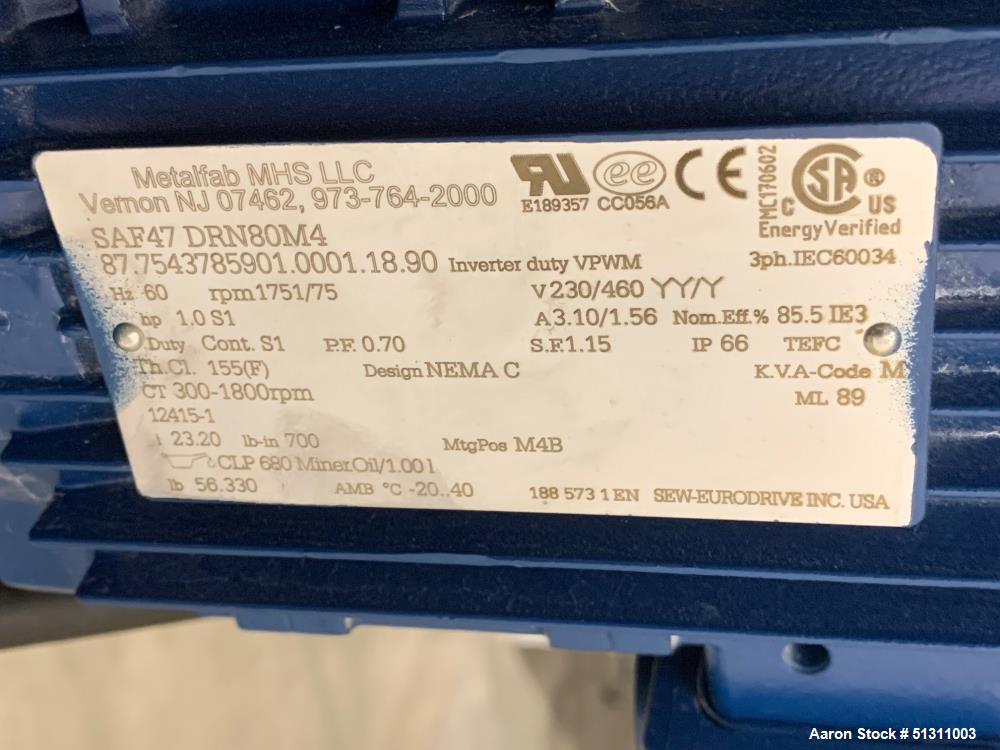 Metalfab MHS LLC
Vernon NJ 07462, 973-764-2000
E189357 CC056A
ee CE EMC170602 SA C US ®
Energy Verified
SAF47 DRN80M4
87.7543785901.0001.18.90 Inverter duty VPWM 3ph.IEC60034
Hz 60 rpm 1751/75 V 230/460 YY/Y
hp 1.0 S1 A 3.10/1.56 Nom.Eff.% 85.5 IE3
Duty Cont. S1 P.F. 0.70 S.F. 1.15 IP 66 TEFC
Th.Cl. 155(F) Design NEMA C K.V.A-Code M
CT 300-1800rpm ML 89
12415-1
i 23.20 lb-in 700 MtgPos M4B
CLP 680 Miner.Oil/1.00 l
lb 56.330 AMB °C -20..40 188 573 1 EN SEW-EURODRIVE INC. USA
Aaron Stock # 51311003